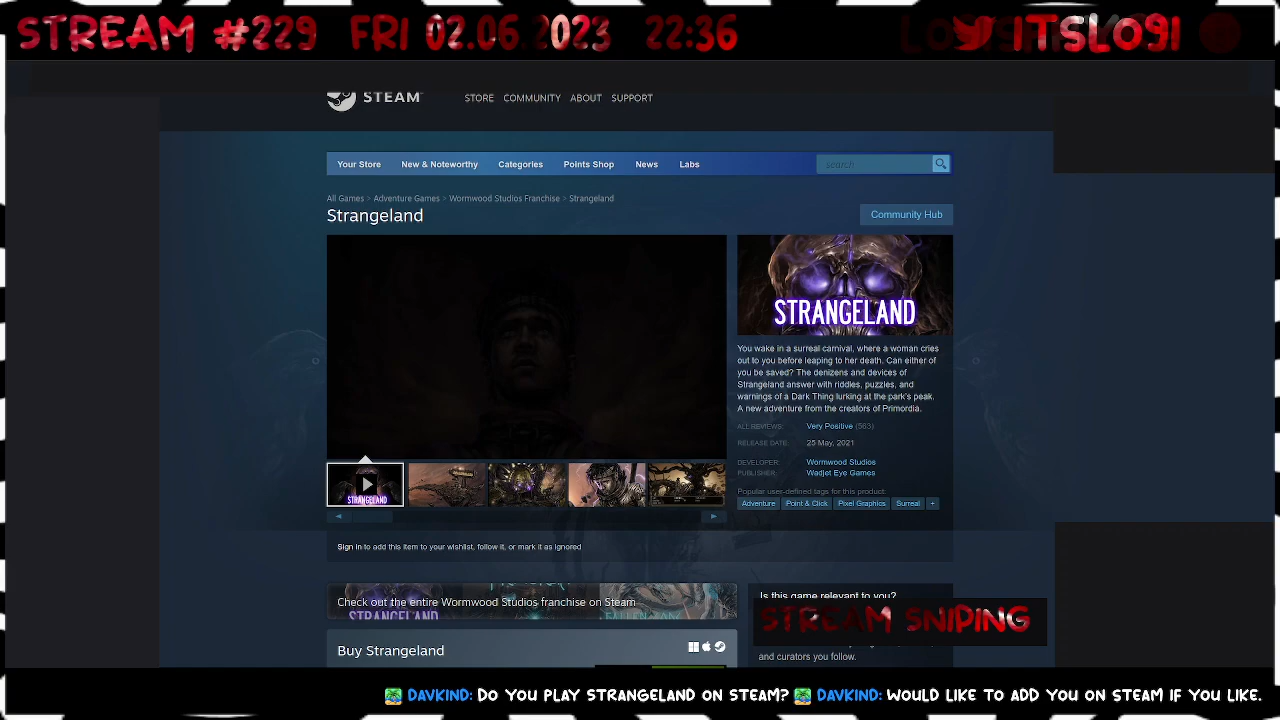 STREAM #229 FRI 02.06.2023 22:36 ITSLO91
STEAM STORE COMMUNITY ABOUT SUPPORT
Your Store New & Noteworthy Categories Points Shop News Labs search
All Games > Adventure Games > Wormwood Studios Franchise > Strangeland
Strangeland
Community Hub
STRANGELAND
You wake in a surreal carnival, where a woman cries
out to you before leaping to her death. Can either of
you be saved? The denizens and devices of
Strangeland answer with riddles, puzzles, and
warnings of a Dark Thing lurking at the park's peak.
A new adventure from the creators of Primordia.
ALL REVIEWS: Very Positive (563)
RELEASE DATE: 25 May, 2021
DEVELOPER: Wormwood Studios
PUBLISHER: Wadjet Eye Games
Popular user-defined tags for this product:
Adventure Point & Click Pixel Graphics Surreal +
STRANGELAND
Sign in to add this item to your wishlist, follow it, or mark it as ignored
Check out the entire Wormwood Studios franchise on Steam
STRANGELAND
Is this game relevant to you?
STREAM SNIPING
Buy Strangeland
and curators you follow.
DAVKIND: DO YOU PLAY STRANGELAND ON STEAM? DAVKIND: WOULD LIKE TO ADD YOU ON STEAM IF YOU LIKE.